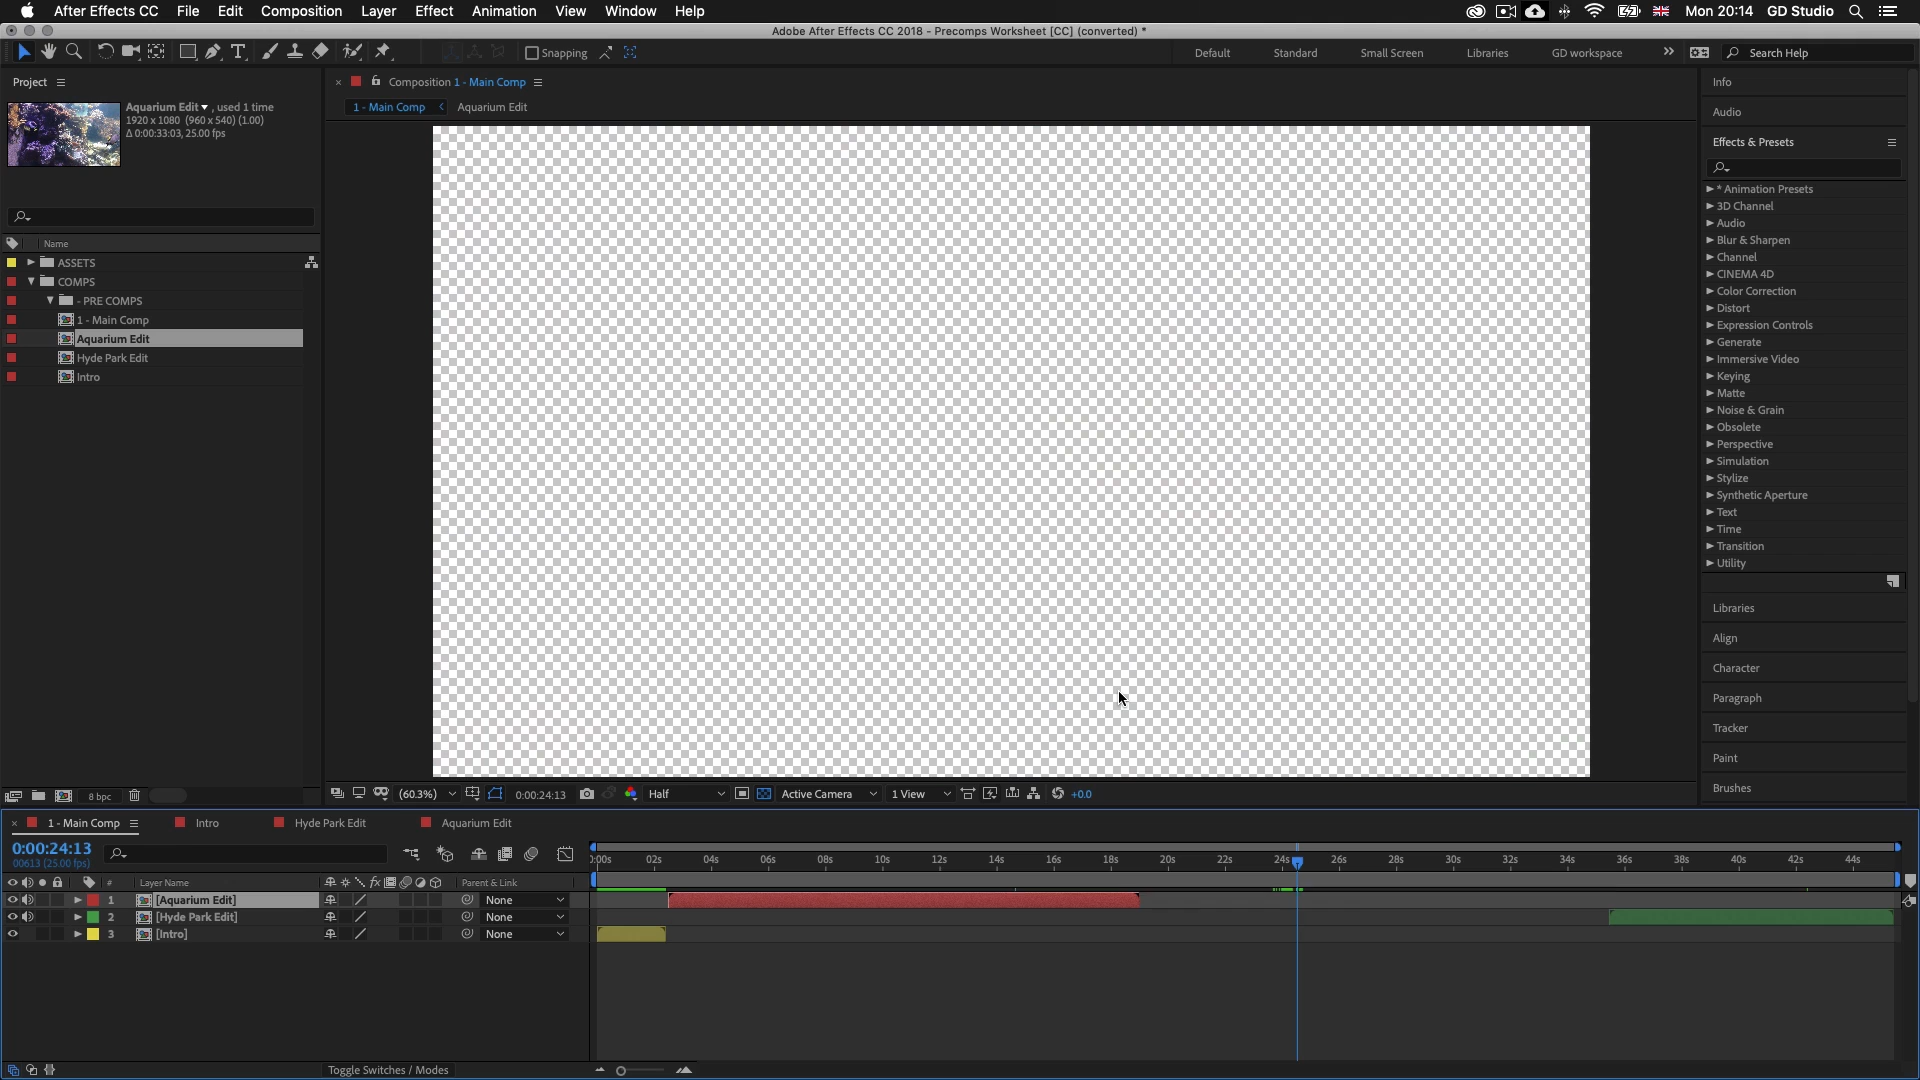 After Effects CC File Edit Composition Layer Effect Animation View Window Help Mon 20:14 GD Studio
Adobe After Effects CC 2018 - Precomps Worksheet [CC] (converted) *
Snapping Default Standard Small Screen Libraries GD workspace Search Help
Project
Aquarium Edit , used 1 time
1920 x 1080 (960 x 540) (1.00)
Δ 0:00:33:03, 25.00 fps
Name
ASSETS
COMPS
- PRE COMPS
1 - Main Comp
Aquarium Edit
Hyde Park Edit
Intro
8 bpc
Composition 1 - Main Comp
1 - Main Comp Aquarium Edit
(60.3%) 0:00:24:13 Half Active Camera 1 View +0.0
Info
Audio
Effects & Presets
* Animation Presets
3D Channel
Audio
Blur & Sharpen
Channel
CINEMA 4D
Color Correction
Distort
Expression Controls
Generate
Immersive Video
Keying
Matte
Noise & Grain
Obsolete
Perspective
Simulation
Stylize
Synthetic Aperture
Text
Time
Transition
Utility
Libraries
Align
Character
Paragraph
Tracker
Paint
Brushes
1 - Main Comp Intro Hyde Park Edit Aquarium Edit
0:00:24:13
00613 (25.00 fps)
):00s 02s 04s 06s 08s 10s 12s 14s 16s 18s 20s 22s 24s 26s 28s 30s 32s 34s 36s 38s 40s 42s 44s
# Layer Name fx Parent & Link
1 [Aquarium Edit] None
2 [Hyde Park Edit] None
3 [Intro] None
Toggle Switches / Modes